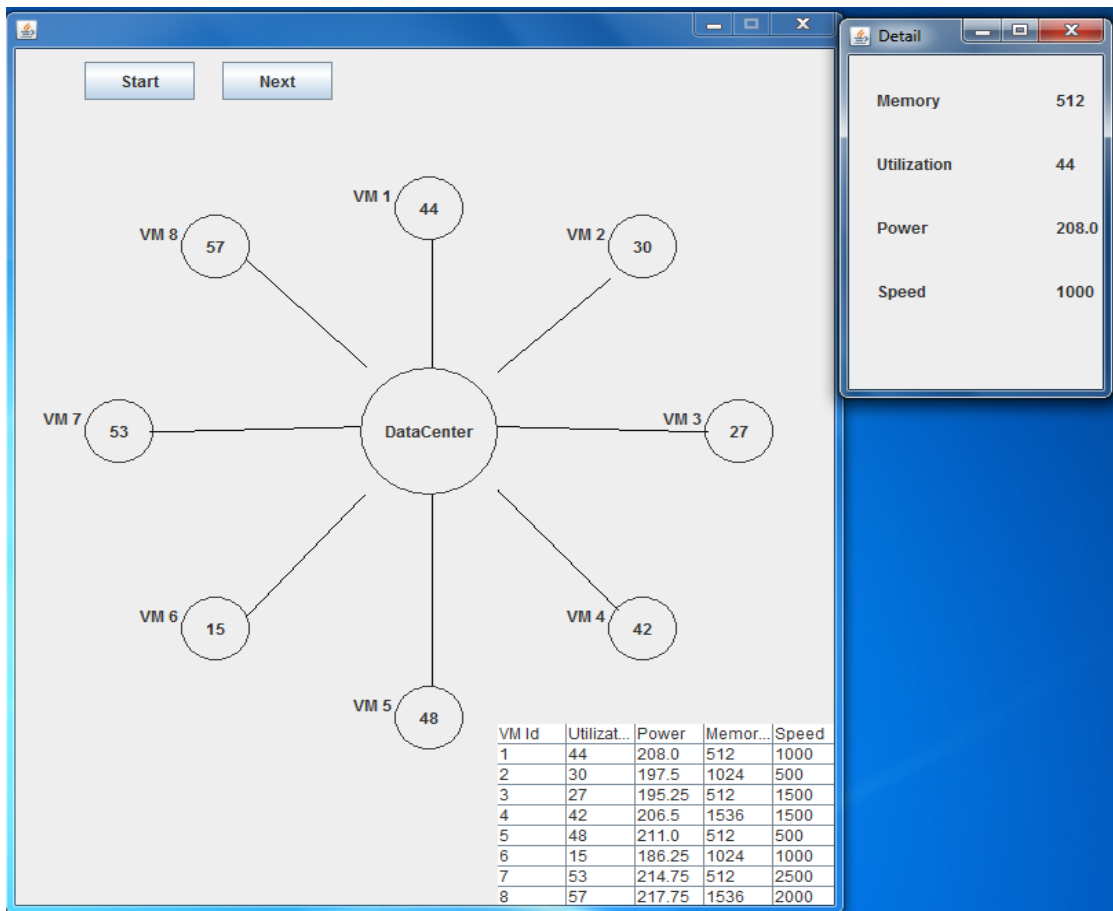 Detail
Start Next
Memory 512
Utilization 44
Power 208.0
Speed 1000
VM 1
44
VM 8
57
VM 2
30
VM 7
53
DataCenter
VM 3
27
VM 6
15
VM 4
42
VM 5
48
VM Id Utilizat... Power Memor... Speed
1 44 208.0 512 1000
2 30 197.5 1024 500
3 27 195.25 512 1500
4 42 206.5 1536 1500
5 48 211.0 512 500
6 15 186.25 1024 1000
7 53 214.75 512 2500
8 57 217.75 1536 2000